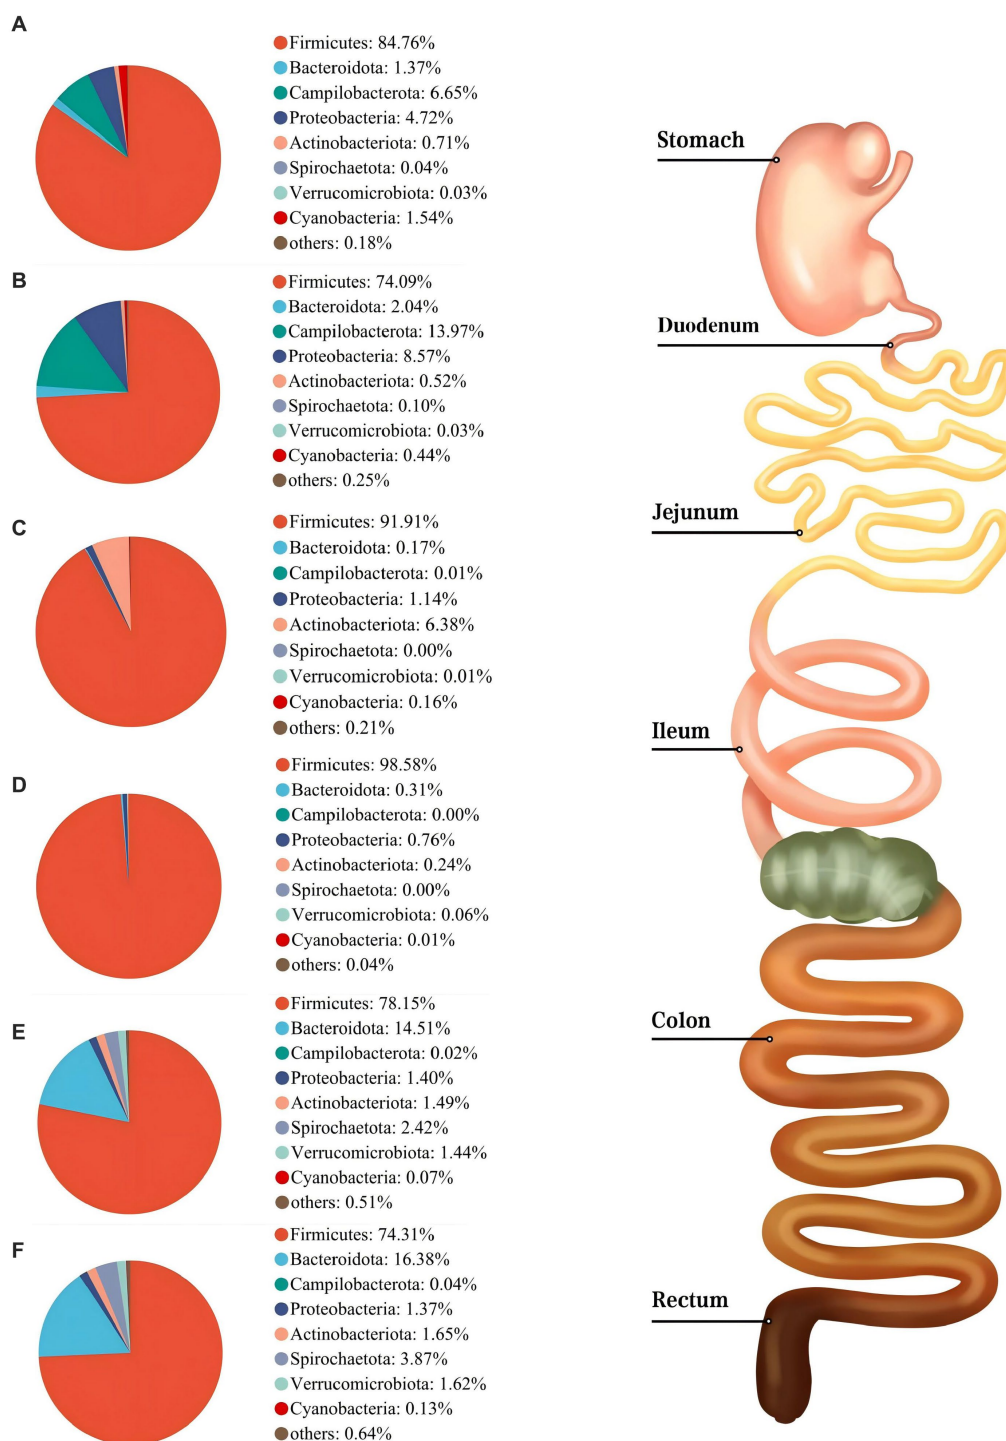 A
Firmicutes: 84.76%
Bacteroidota: 1.37%
Campilobacterota: 6.65%
Proteobacteria: 4.72%
Actinobacteriota: 0.71%
Spirochaetota: 0.04%
Verrucomicrobiota: 0.03%
Cyanobacteria: 1.54%
others: 0.18%
B
Firmicutes: 74.09%
Bacteroidota: 2.04%
Campilobacterota: 13.97%
Proteobacteria: 8.57%
Actinobacteriota: 0.52%
Spirochaetota: 0.10%
Verrucomicrobiota: 0.03%
Cyanobacteria: 0.44%
others: 0.25%
C
Firmicutes: 91.91%
Bacteroidota: 0.17%
Campilobacterota: 0.01%
Proteobacteria: 1.14%
Actinobacteriota: 6.38%
Spirochaetota: 0.00%
Verrucomicrobiota: 0.01%
Cyanobacteria: 0.16%
others: 0.21%
D
Firmicutes: 98.58%
Bacteroidota: 0.31%
Campilobacterota: 0.00%
Proteobacteria: 0.76%
Actinobacteriota: 0.24%
Spirochaetota: 0.00%
Verrucomicrobiota: 0.06%
Cyanobacteria: 0.01%
others: 0.04%
E
Firmicutes: 78.15%
Bacteroidota: 14.51%
Campilobacterota: 0.02%
Proteobacteria: 1.40%
Actinobacteriota: 1.49%
Spirochaetota: 2.42%
Verrucomicrobiota: 1.44%
Cyanobacteria: 0.07%
others: 0.51%
F
Firmicutes: 74.31%
Bacteroidota: 16.38%
Campilobacterota: 0.04%
Proteobacteria: 1.37%
Actinobacteriota: 1.65%
Spirochaetota: 3.87%
Verrucomicrobiota: 1.62%
Cyanobacteria: 0.13%
others: 0.64%
Stomach
Duodenum
Jejunum
Ileum
Colon
Rectum